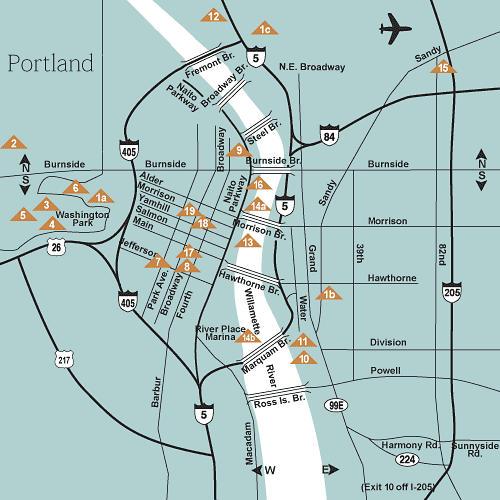 12
1c
Sandy
Fremont Br.
5
N.E. Broadway
Portland
15
Naito
Parkway
Broadway Br.
Steel Br.
84
2
405
Broadway
9
N
S
Burnside
Burnside
Burnside Br.
Burnside
N
S
Alder
Morrison
Yamhill
Salmon
Main
Jefferson
6
1a
3
5
4
Washington
Park
26
Naito
Parkway
16
14a
5
Sandy
19
18
Morrison Br.
Morrison
13
17
7
8
Park Ave.
Broadway
Fourth
Grand
39th
82nd
Hawthorne Br.
Hawthorne
405
Willamette
River
Water
1b
205
River Place
Marina
14b
Marquam Br.
11
10
Division
217
Powell
Barbur
5
Ross Is. Br.
99E
Macadam
Harmony Rd.
Sunnyside
Rd.
224
W
E
(Exit 10 off I-205)